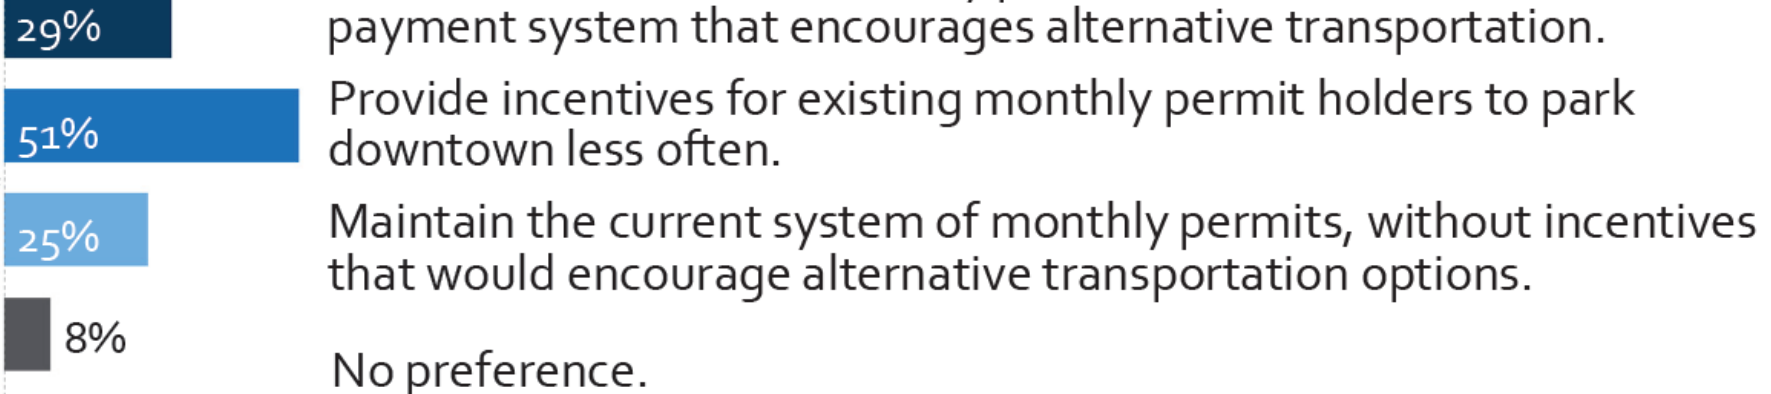 29%
payment system that encourages alternative transportation.
51%
Provide incentives for existing monthly permit holders to park
downtown less often.
25%
Maintain the current system of monthly permits, without incentives
that would encourage alternative transportation options.
8%
No preference.